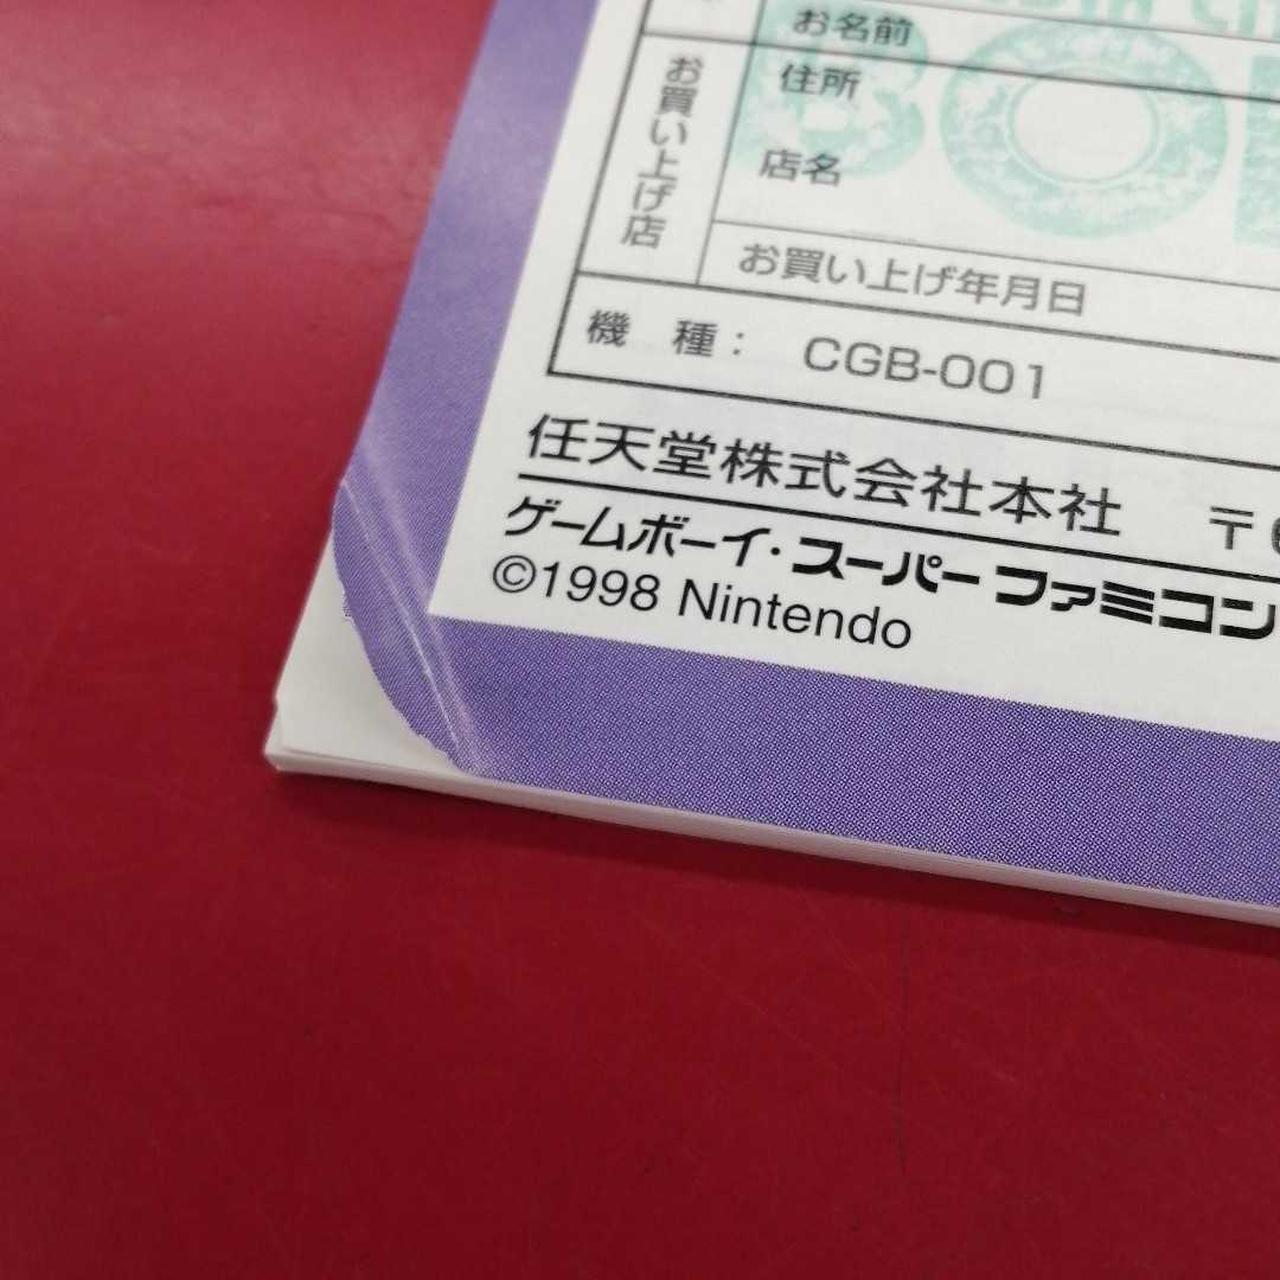 お名前
お買い上げ店
住所
店名
お買い上げ年月日
機 種： CGB-001
任天堂株式会社本社 〒6
ゲームボーイ・スーパーファミコン
©1998 Nintendo